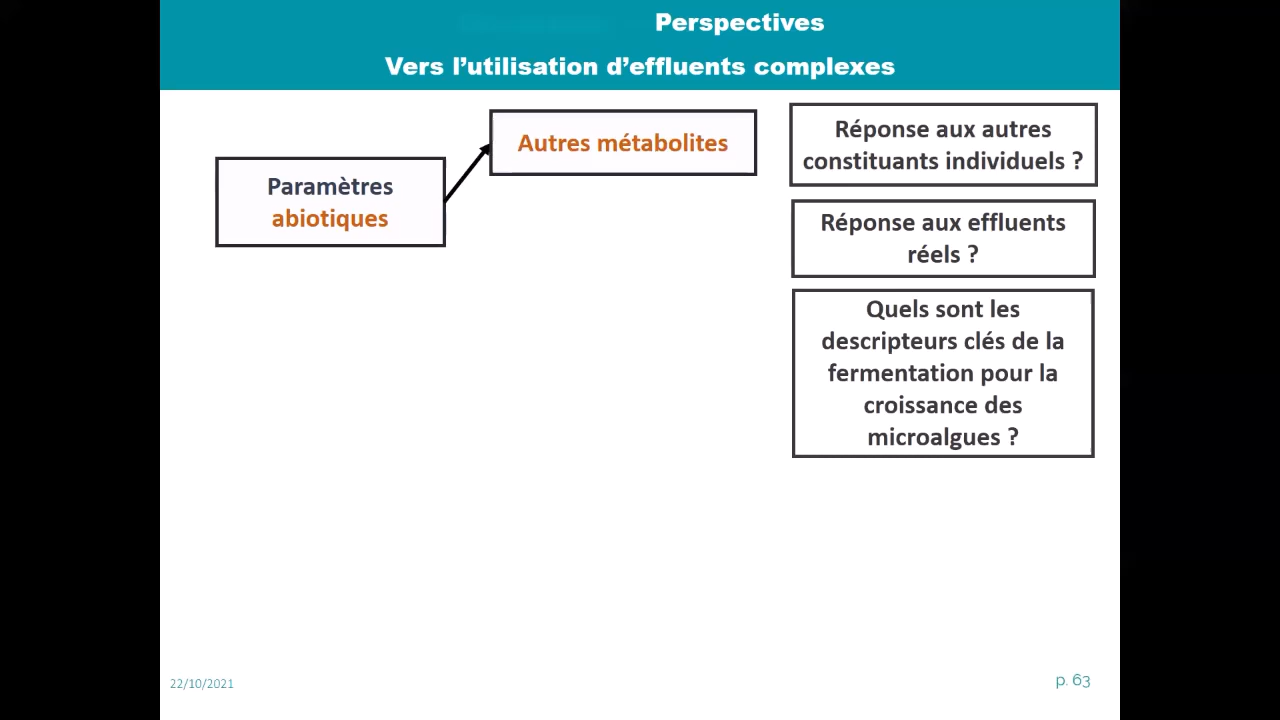 Perspectives
Vers l’utilisation d’effluents complexes
Paramètres
abiotiques
Autres métabolites
Réponse aux autres
constituants individuels ?
Réponse aux effluents
réels ?
Quels sont les
descripteurs clés de la
fermentation pour la
croissance des
microalgues ?
22/10/2021
p. 63